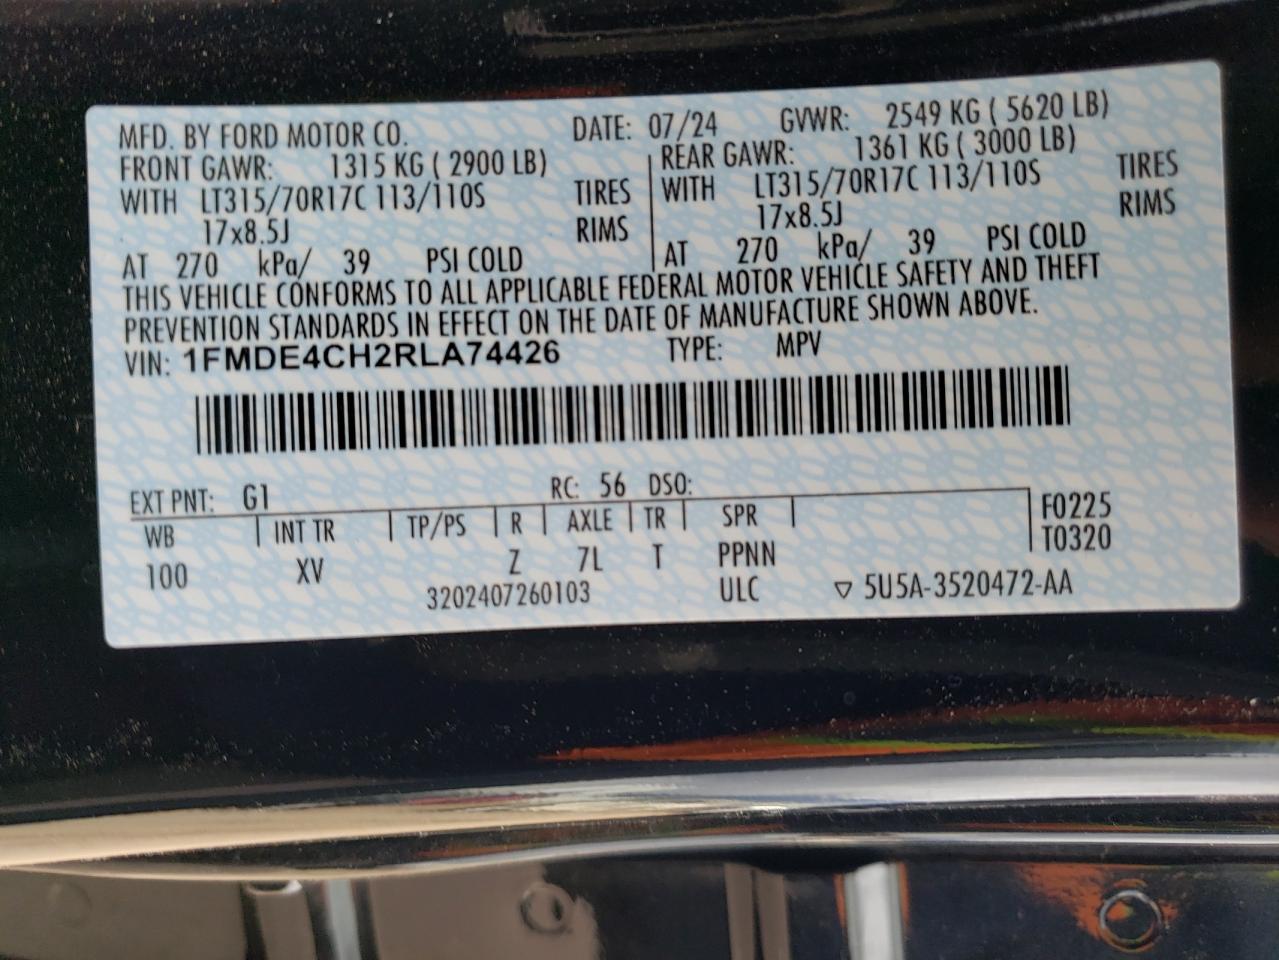 MFD. BY FORD MOTOR CO. DATE: 07/24 GVWR: 2549 KG ( 5620 LB)
FRONT GAWR: 1315 KG ( 2900 LB) REAR GAWR: 1361 KG ( 3000 LB)
WITH LT315/70R17C 113/110S TIRES WITH LT315/70R17C 113/110S TIRES
17x8.5J RIMS 17x8.5J RIMS
AT 270 kPa/ 39 PSI COLD AT 270 kPa/ 39 PSI COLD
THIS VEHICLE CONFORMS TO ALL APPLICABLE FEDERAL MOTOR VEHICLE SAFETY AND THEFT
PREVENTION STANDARDS IN EFFECT ON THE DATE OF MANUFACTURE SHOWN ABOVE.
VIN: 1FMDE4CH2RLA74426 TYPE: MPV
EXT PNT: G1 RC: 56 DSO:
WB INT TR TP/PS R AXLE TR SPR F0225
100 XV Z 7L T PPNN T0320
3202407260103 ULC ▽ 5U5A-3520472-AA